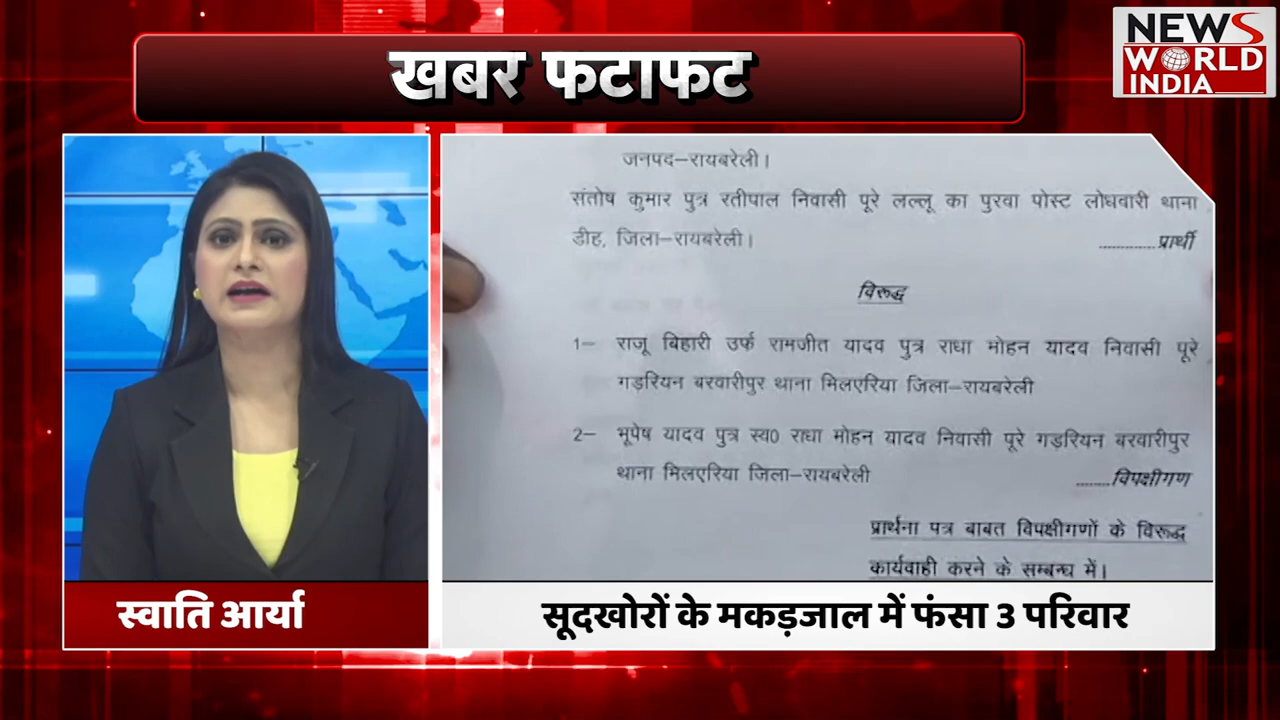 खबर फटाफट
NEWS
WORLD
INDIA
जनपद–रायबरेली।
संतोष कुमार पुत्र रतीपाल निवासी पूरे लल्लू का पुरवा पोस्ट लोधवारी थाना
डीह, जिला–रायबरेली।
..............प्रार्थी
विरूद्ध
1– राजू बिहारी उर्फ रामजीत यादव पुत्र राधा मोहन यादव निवासी पूरे
गड़रियन बरवारीपुर थाना मिलएरिया जिला–रायबरेली
2– भूपेष यादव पुत्र स्व0 राधा मोहन यादव निवासी पूरे गड़रियन बरवारीपुर
थाना मिलएरिया जिला–रायबरेली
........विपक्षीगण
प्रार्थना पत्र बाबत विपक्षीगणों के विरूद्ध
कार्यवाही करने के सम्बन्ध में।
स्वाति आर्या
सूदखोरों के मकड़जाल में फंसा 3 परिवार